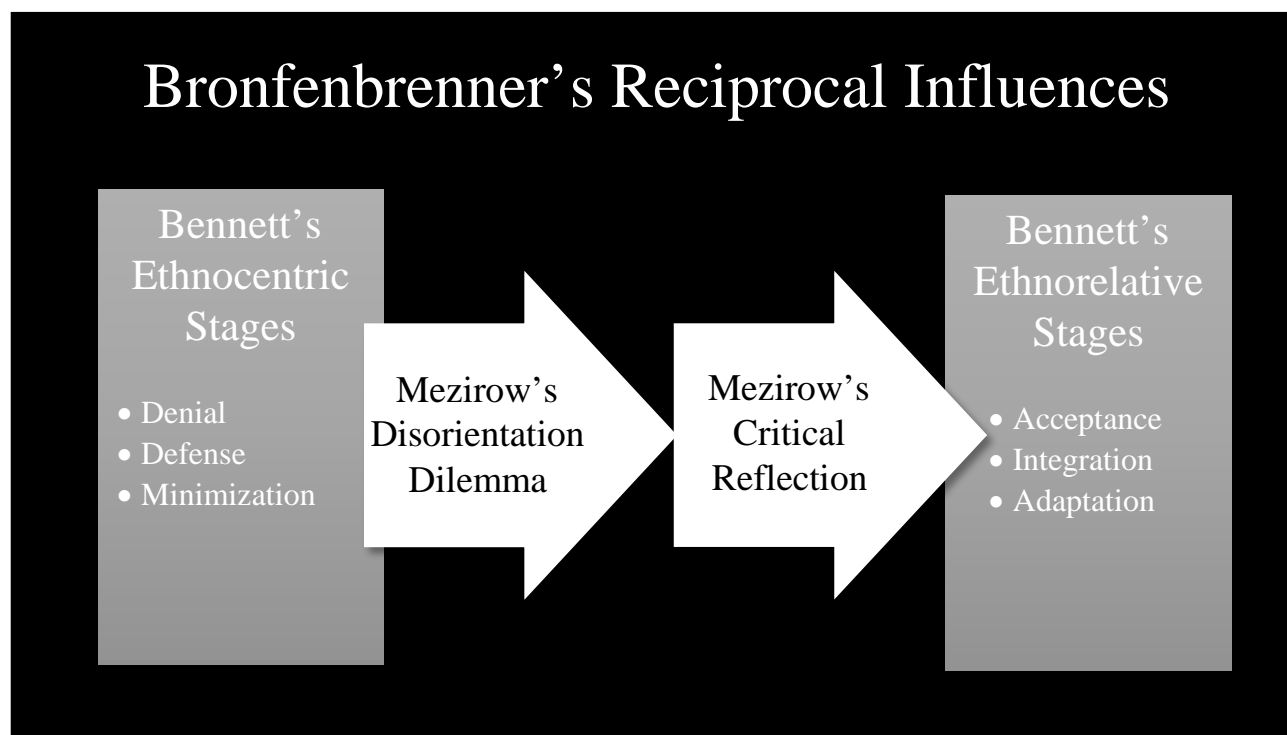 Bronfenbrenner’s Reciprocal Influences
Bennett’s
Ethnocentric
Stages
• Denial
• Defense
• Minimization
Mezirow’s
Disorientation
Dilemma
Mezirow’s
Critical
Reflection
Bennett’s
Ethnorelative
Stages
• Acceptance
• Integration
• Adaptation